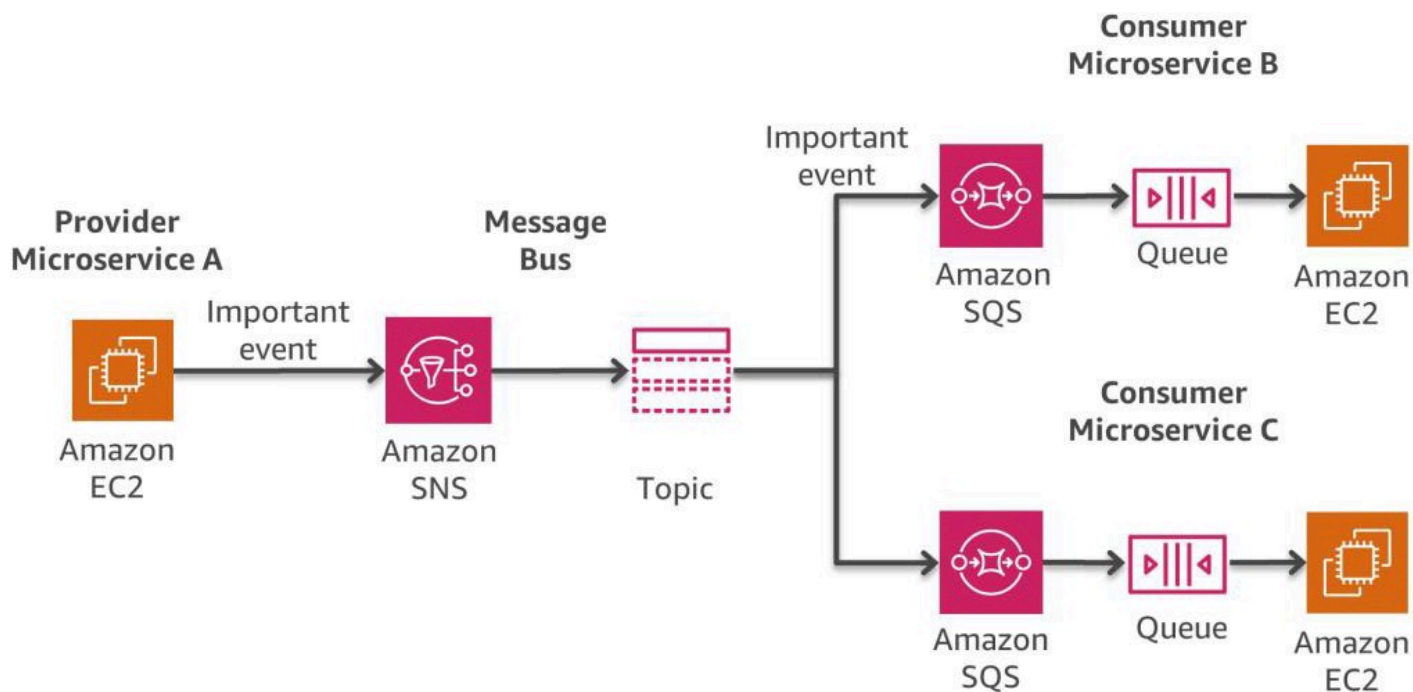 Consumer
Microservice B
Important
event
Provider
Microservice A
Message
Bus
Important
event
Amazon
EC2
Amazon
SNS
Topic
Amazon
SQS
Queue
Amazon
EC2
Consumer
Microservice C
Amazon
SQS
Queue
Amazon
EC2